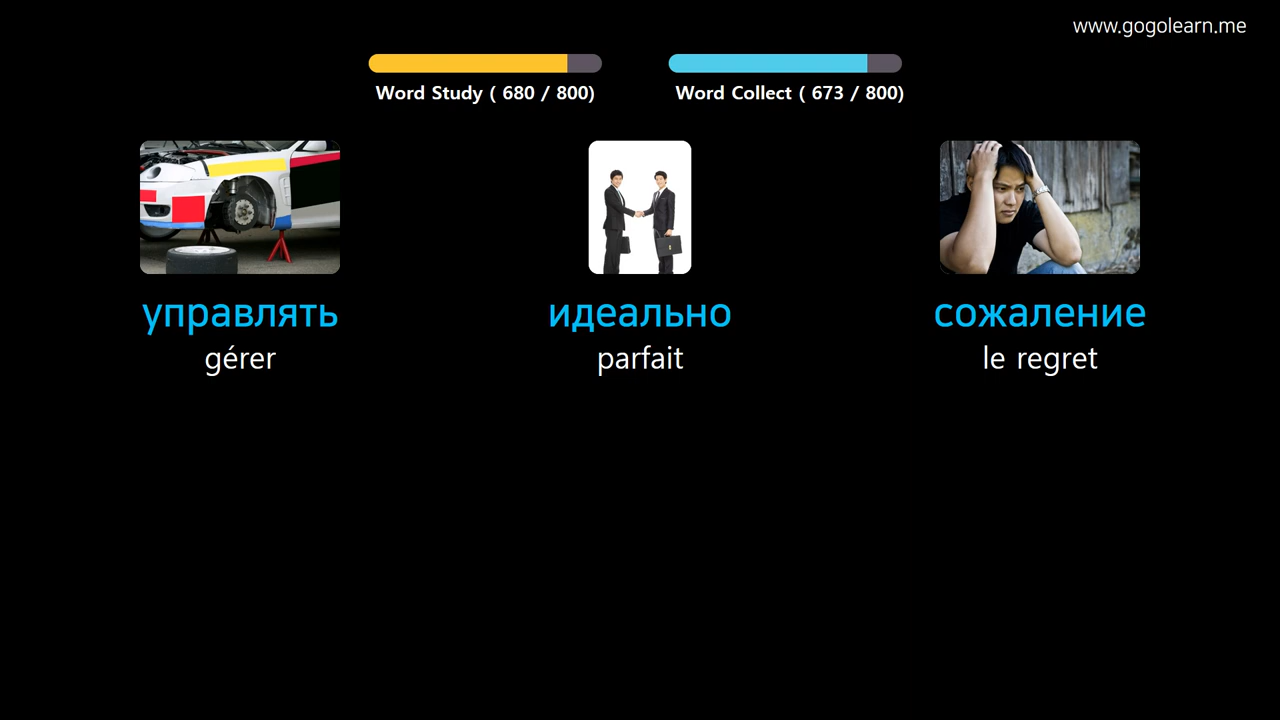 www.gogolearn.me
Word Study ( 680 / 800)
Word Collect ( 673 / 800)
управлять
идеально
сожаление
gérer
parfait
le regret